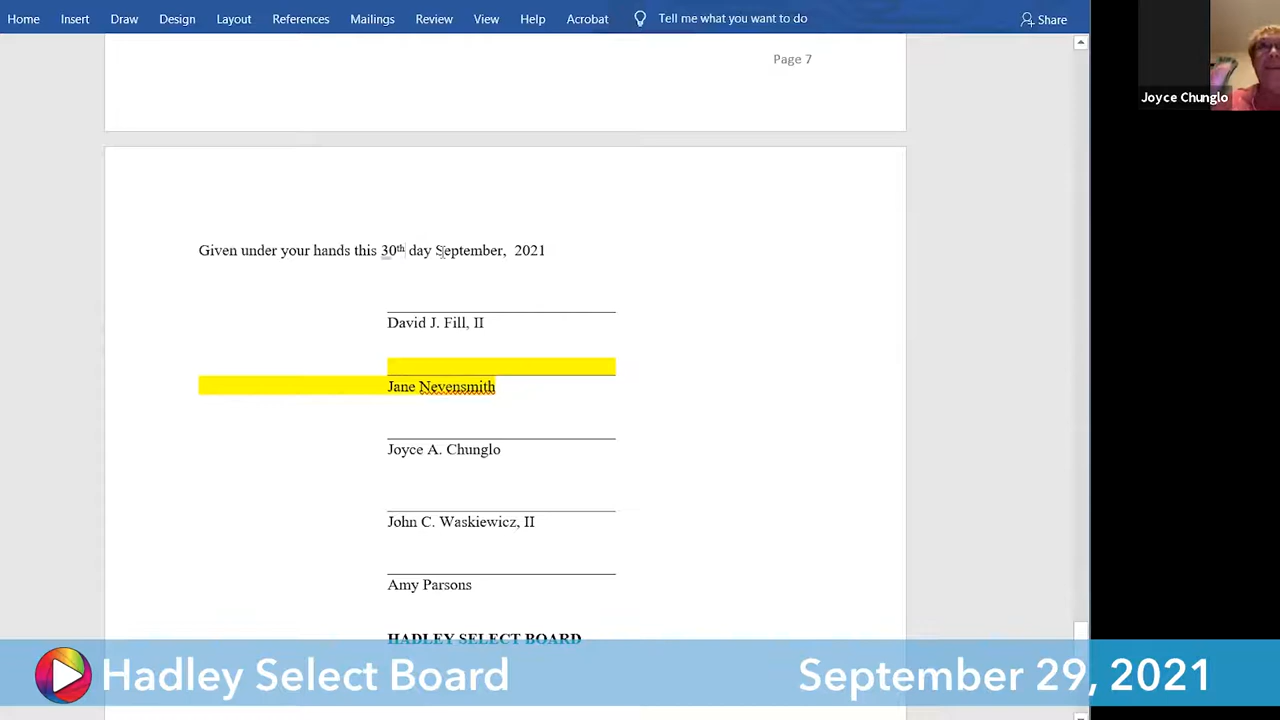 Home Insert Draw Design Layout References Mailings Review View Help Acrobat Tell me what you want to do Share
Page 7
Joyce Chunglo
Given under your hands this 30th day September, 2021
David J. Fill, II
Jane Nevensmith
Joyce A. Chunglo
John C. Waskiewicz, II
Amy Parsons
HADLEY SELECT BOARD
Hadley Select Board September 29, 2021